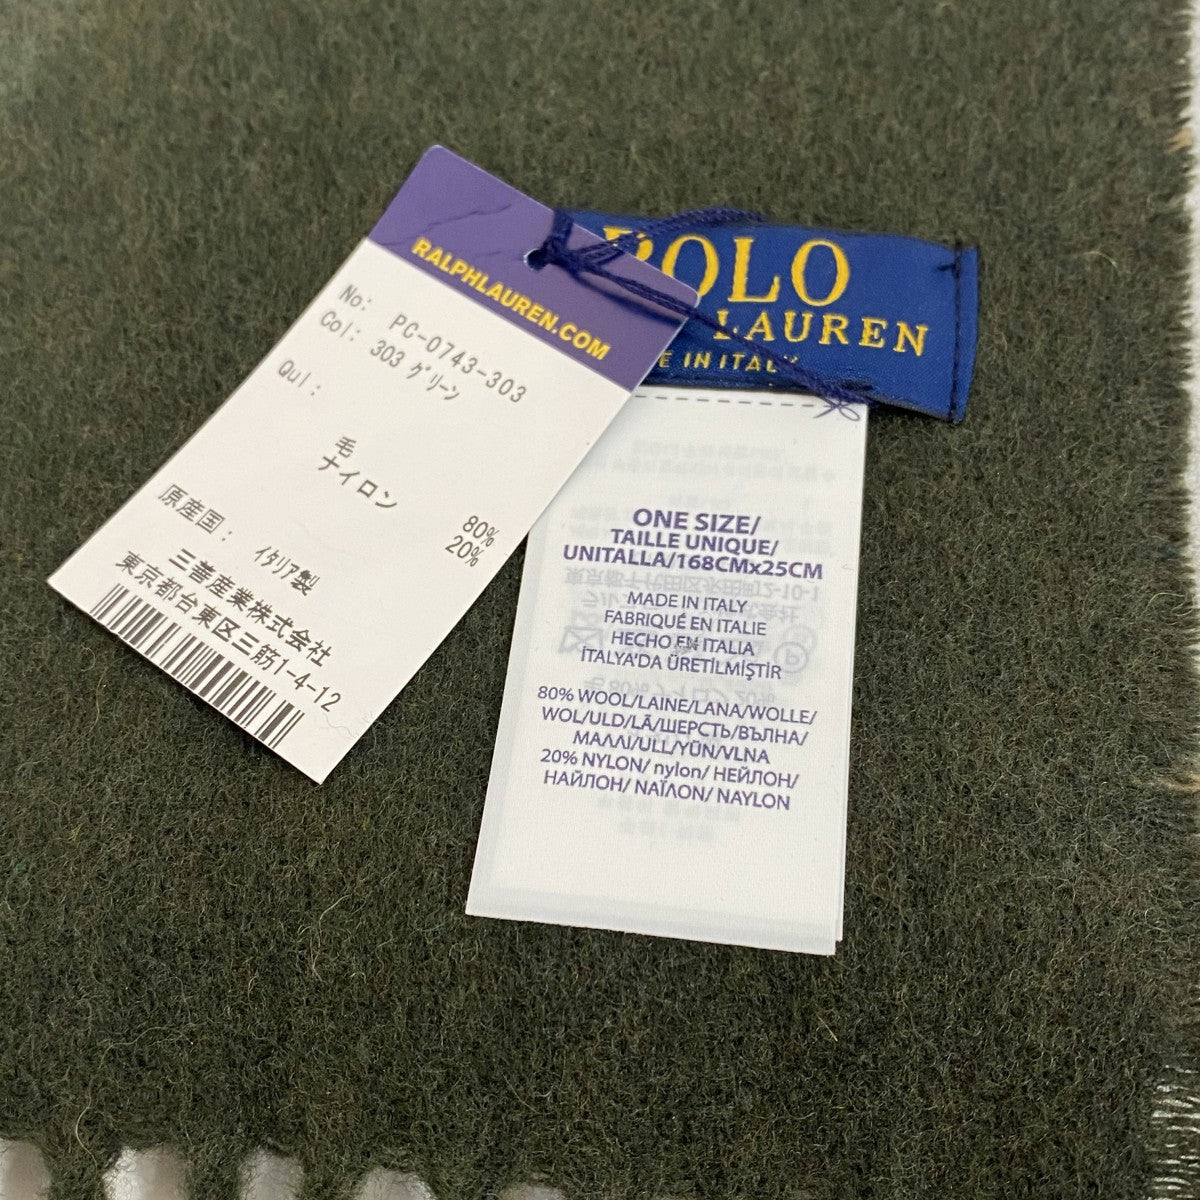 RALPHLAUREN.COM
No: PC-0743-303
Col: 303 グリーン
Qul:
毛 80%
ナイロン 20%
原産国: イタリア製
三善産業株式会社
東京都台東区三筋1-4-12
POLO
LAUREN
E IN ITALY
ONE SIZE/
TAILLE UNIQUE/
UNITALLA/168CMx25CM
MADE IN ITALY
FABRIQUÉ EN ITALIE
HECHO EN ITALIA
İTALYA'DA ÜRETİLMİŞTİR
80% WOOL/LAINE/LANA/WOLLE/
WOL/ULD/LÃ/ШЕРСТЬ/ВЪЛНА/
ΜΑΛΛΙ/ULL/YÜN/VLNA
20% NYLON/ nylon/ НЕЙЛОН/
НАЙЛОН/ ΝΑΪΛΟΝ/ NAYLON